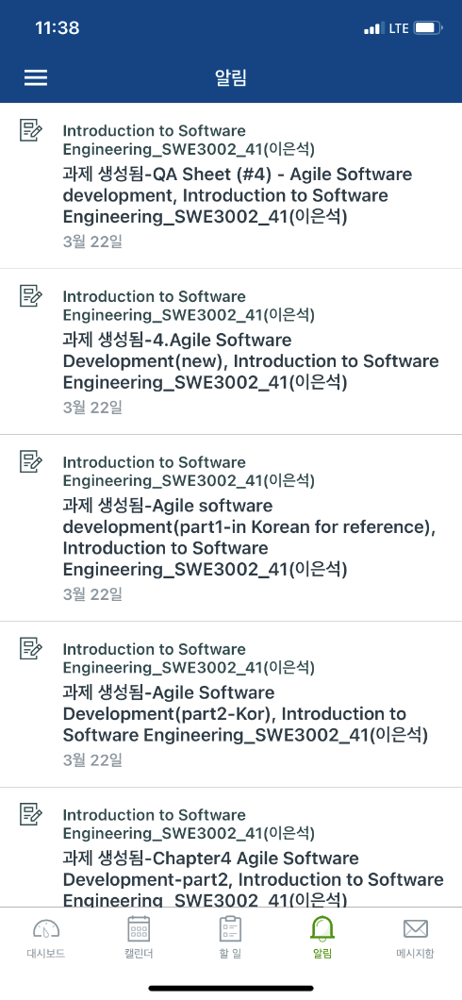 11:38
LTE
알림
Introduction to Software
Engineering_SWE3002_41(이은석)
과제 생성됨-QA Sheet (#4) - Agile Software
development, Introduction to Software
Engineering_SWE3002_41(이은석)
3월 22일
Introduction to Software
Engineering_SWE3002_41(이은석)
과제 생성됨-4.Agile Software
Development(new), Introduction to Software
Engineering_SWE3002_41(이은석)
3월 22일
Introduction to Software
Engineering_SWE3002_41(이은석)
과제 생성됨-Agile software
development(part1-in Korean for reference),
Introduction to Software
Engineering_SWE3002_41(이은석)
3월 22일
Introduction to Software
Engineering_SWE3002_41(이은석)
과제 생성됨-Agile Software
Development(part2-Kor), Introduction to
Software Engineering_SWE3002_41(이은석)
3월 22일
Introduction to Software
Engineering_SWE3002_41(이은석)
과제 생성됨-Chapter4 Agile Software
Development-part2, Introduction to Software
Engineering_SWE3002_41(이은석)
대시보드
캘린더
할 일
알림
메시지함